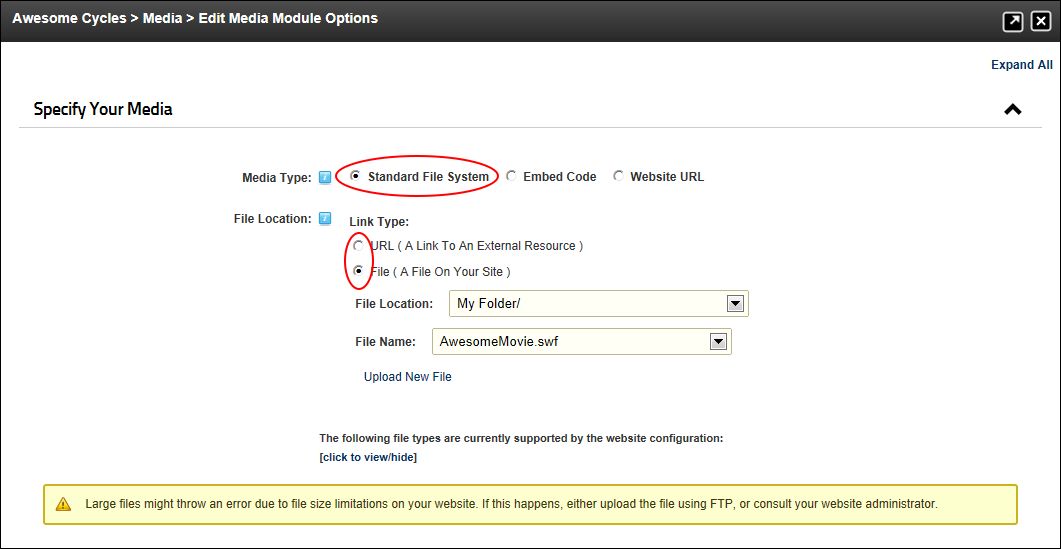 Awesome Cycles > Media > Edit Media Module Options
Expand All
Specify Your Media
Media Type: Standard File System Embed Code Website URL
File Location: Link Type:
URL ( A Link To An External Resource )
File ( A File On Your Site )
File Location: My Folder/
File Name: AwesomeMovie.swf
Upload New File
The following file types are currently supported by the website configuration:
[click to view/hide]
Large files might throw an error due to file size limitations on your website. If this happens, either upload the file using FTP, or consult your website administrator.